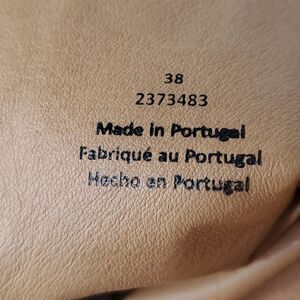 38
2373483
Made in Portugal
Fabriqué au Portugal
Hecho en Portugal